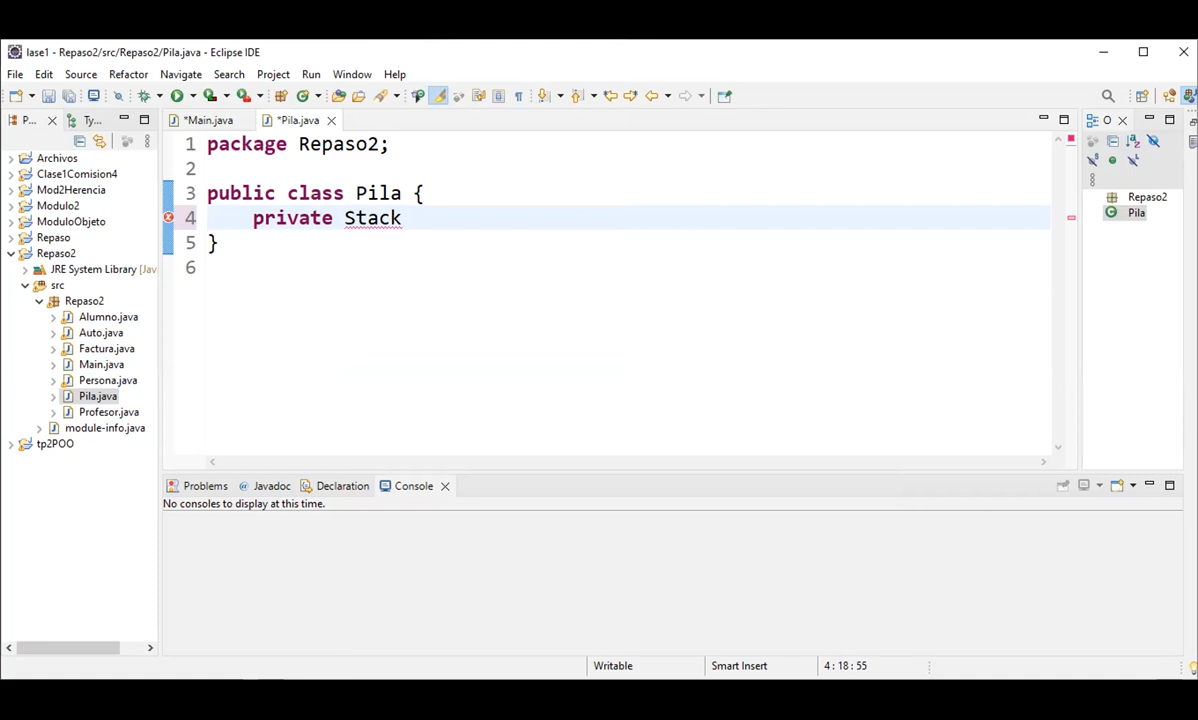 lase1 - Repaso2/src/Repaso2/Pila.java - Eclipse IDE
File Edit Source Refactor Navigate Search Project Run Window Help
P... Ty... *Main.java *Pila.java O
Archivos
Clase1Comision4
Mod2Herencia
Modulo2
ModuloObjeto
Repaso
Repaso2
JRE System Library [Jav
src
Repaso2
Alumno.java
Auto.java
Factura.java
Main.java
Persona.java
Pila.java
Profesor.java
module-info.java
tp2POO
1 package Repaso2;
2
3 public class Pila {
4 private Stack
5 }
6
Repaso2
Pila
Problems @ Javadoc Declaration Console
No consoles to display at this time.
Writable Smart Insert 4 : 18 : 55